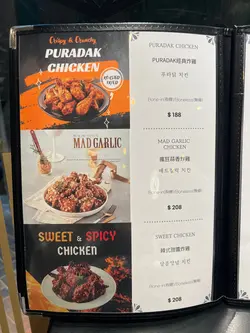 Crispy & Crunchy
PURADAK
CHICKEN
MAD GARLIC
SWEET & SPICY
CHICKEN
PURADAK CHICKEN
PURADAK經典炸雞
푸라닭 치킨
$ 188
MAD GARLIC
CHICKEN
瘋狂蒜香炸雞
매드갈릭 치킨
$ 208
SWEET CHICKEN
韓式甜醬炸雞
달콤양념 치킨
$ 208